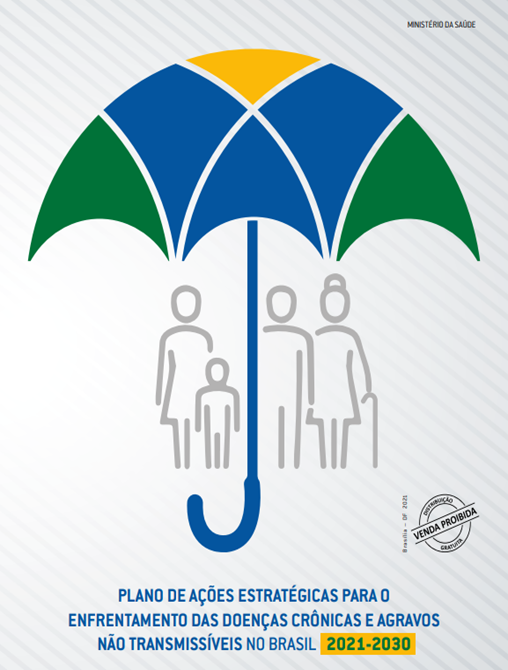 MINISTÉRIO DA SAÚDE
Brasília – DF 2021
DISTRIBUIÇÃO
VENDA PROIBIDA
GRATUITA
PLANO DE AÇÕES ESTRATÉGICAS PARA O
ENFRENTAMENTO DAS DOENÇAS CRÔNICAS E AGRAVOS
NÃO TRANSMISSÍVEIS NO BRASIL 2021-2030